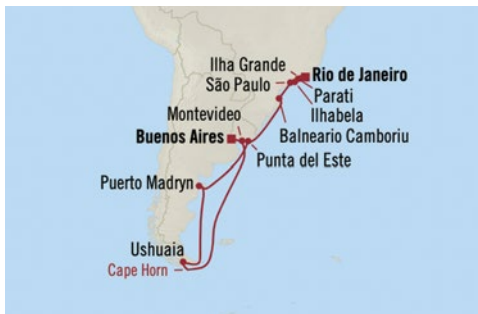 Ilha Grande
Rio de Janeiro
São Paulo
Parati
Ilhabela
Montevideo
Balneario Camboriu
Buenos Aires
Punta del Este
Puerto Madryn
Ushuaia
Cape Horn